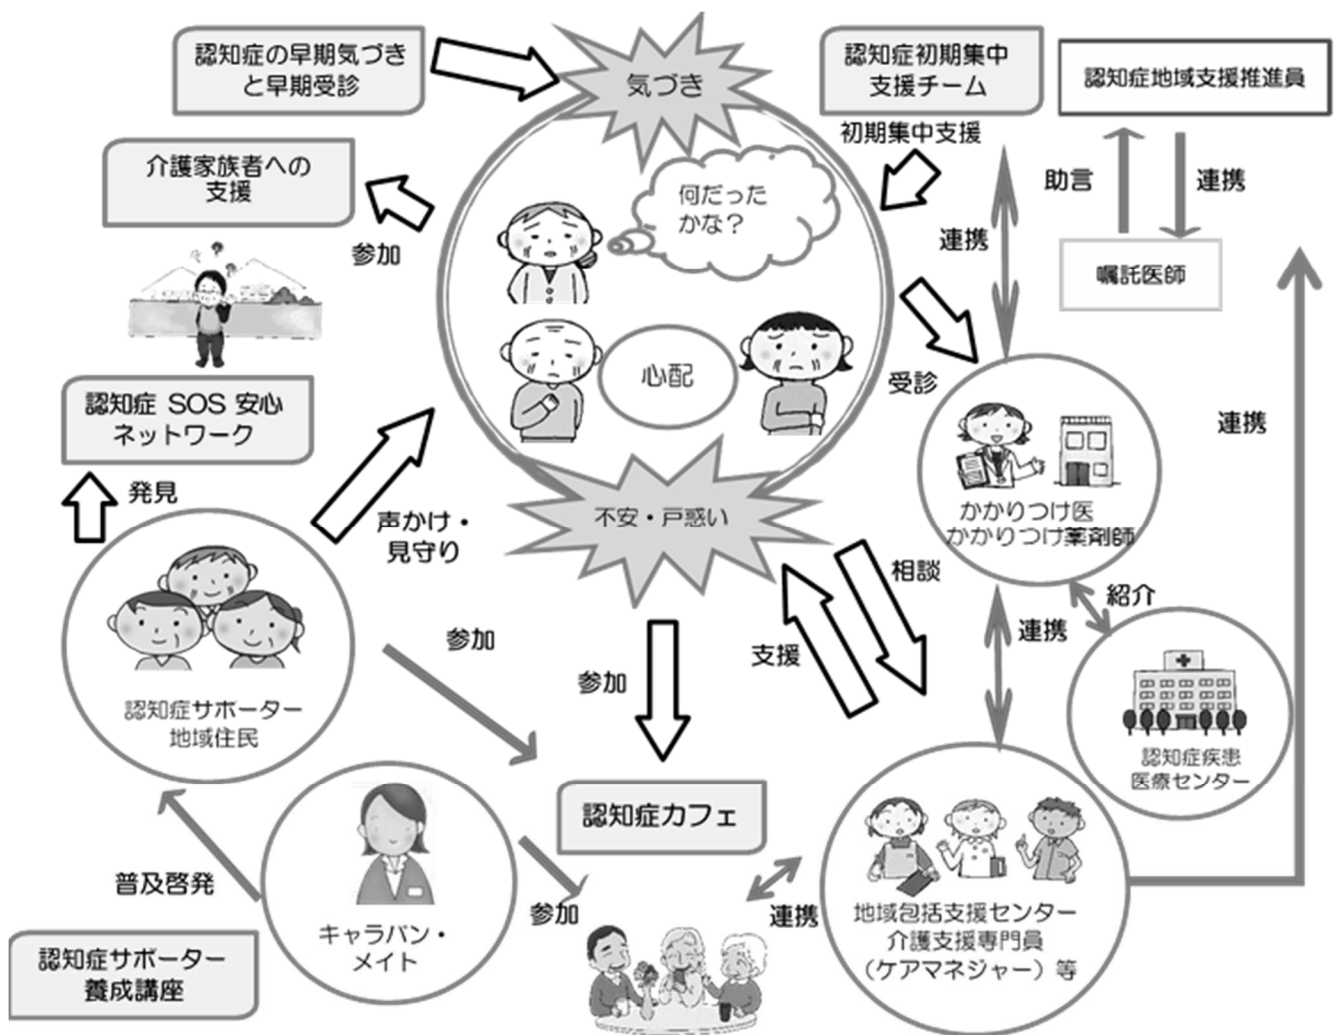 認知症の早期気づき
と早期受診
気づき
認知症初期集中
支援チーム
認知症地域支援推進員
初期集中支援
介護家族者への
支援
何だった
かな？
助言
連携
連携
参加
嘱託医師
心配
受診
認知症 SOS 安心
ネットワーク
連携
発見
声かけ・
見守り
不安・戸惑い
かかりつけ医
かかりつけ薬剤師
相談
紹介
参加
連携
支援
参加
認知症サポーター
地域住民
認知症疾患
医療センター
認知症カフェ
普及啓発
参加
連携
地域包括支援センター
介護支援専門員
（ケアマネジャー）等
キャラバン・
メイト
認知症サポーター
養成講座